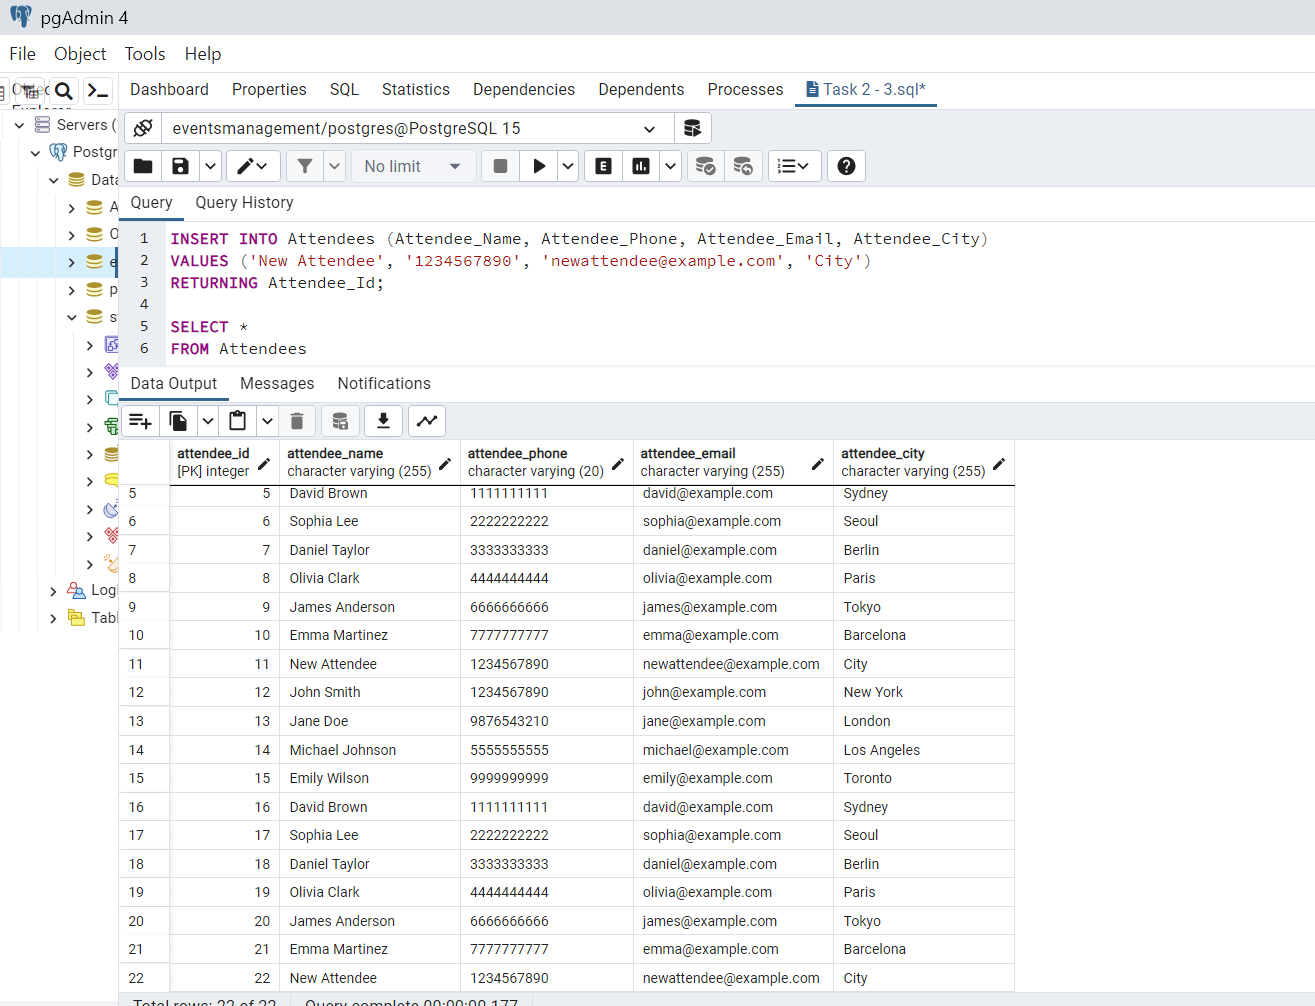 pgAdmin 4
File Object Tools Help
Dashboard Properties SQL Statistics Dependencies Dependents Processes Task 2 - 3.sql*
Servers (
Postgr
Data
A
O
e
p
s
Logi
Tabl
eventsmanagement/postgres@PostgreSQL 15
No limit
E
Query Query History
1 INSERT INTO Attendees (Attendee_Name, Attendee_Phone, Attendee_Email, Attendee_City)
2 VALUES ('New Attendee', '1234567890', 'newattendee@example.com', 'City')
3 RETURNING Attendee_Id;
4
5 SELECT *
6 FROM Attendees
Data Output Messages Notifications
attendee_id attendee_name attendee_phone attendee_email attendee_city
[PK] integer character varying (255) character varying (20) character varying (255) character varying (255)
5 5 David Brown 1111111111 david@example.com Sydney
6 6 Sophia Lee 2222222222 sophia@example.com Seoul
7 7 Daniel Taylor 3333333333 daniel@example.com Berlin
8 8 Olivia Clark 4444444444 olivia@example.com Paris
9 9 James Anderson 6666666666 james@example.com Tokyo
10 10 Emma Martinez 7777777777 emma@example.com Barcelona
11 11 New Attendee 1234567890 newattendee@example.com City
12 12 John Smith 1234567890 john@example.com New York
13 13 Jane Doe 9876543210 jane@example.com London
14 14 Michael Johnson 5555555555 michael@example.com Los Angeles
15 15 Emily Wilson 9999999999 emily@example.com Toronto
16 16 David Brown 1111111111 david@example.com Sydney
17 17 Sophia Lee 2222222222 sophia@example.com Seoul
18 18 Daniel Taylor 3333333333 daniel@example.com Berlin
19 19 Olivia Clark 4444444444 olivia@example.com Paris
20 20 James Anderson 6666666666 james@example.com Tokyo
21 21 Emma Martinez 7777777777 emma@example.com Barcelona
22 22 New Attendee 1234567890 newattendee@example.com City
Total rows: 22 of 22 Query complete 00:00:00.177